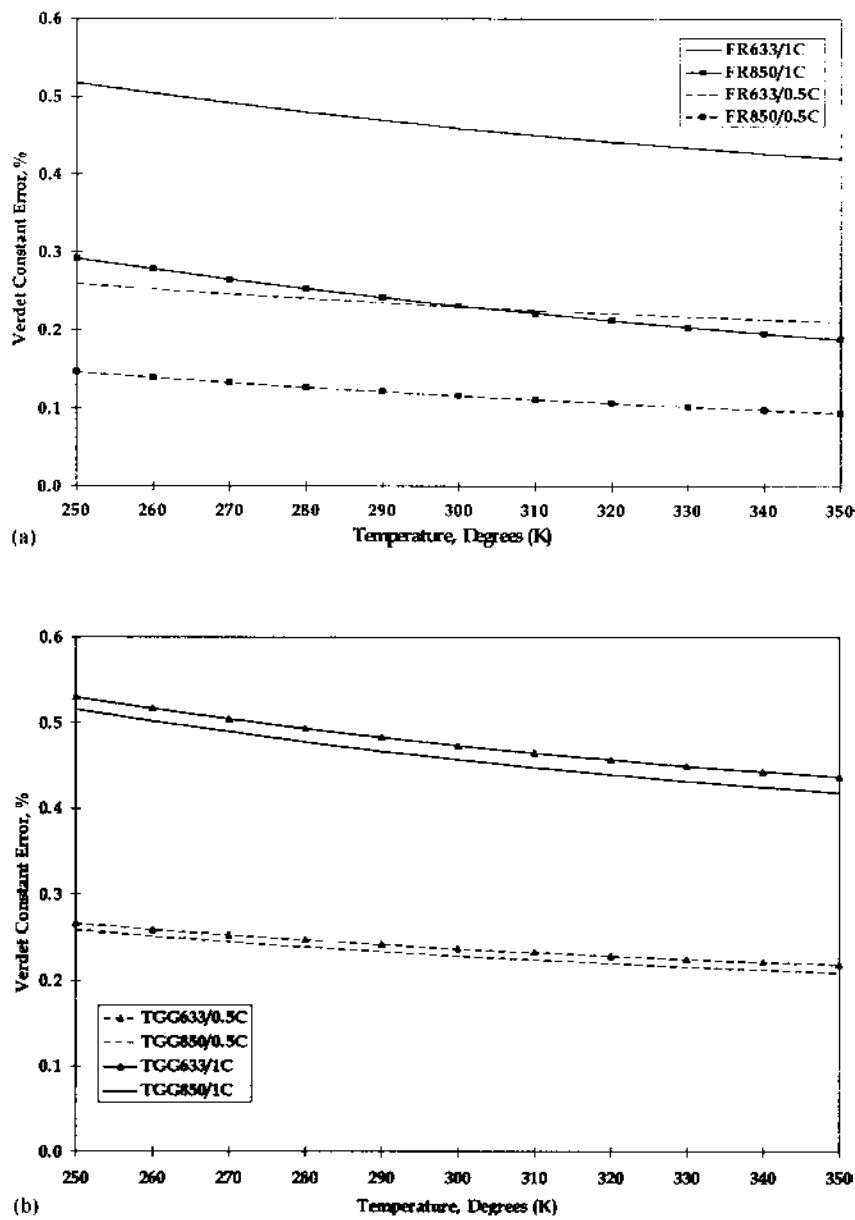 0.6
FR633/1C
FR850/1C
FR633/0.5C
FR850/0.5C
0.5
0.4
Verdet Constant Error, %
0.3
0.2
0.1
0.0
250 260 270 280 290 300 310 320 330 340 350
(a)
Temperature, Degrees (K)
0.6
0.5
0.4
Verdet Constant Error, %
0.3
0.2
TGG633/0.5C
TGG850/0.5C
TGG633/1C
TGG850/1C
0.1
0.0
250 260 270 280 290 300 310 320 330 340 350
(b)
Temperature, Degrees (K)